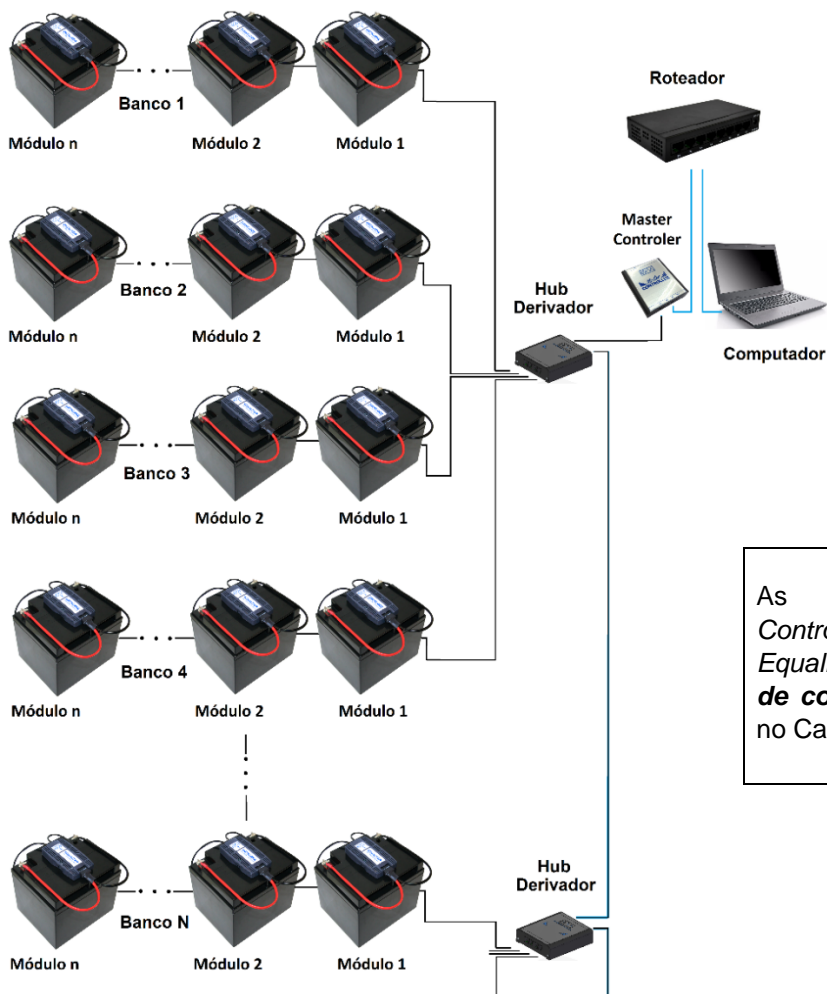 Banco 1
Módulo n
Módulo 2
Módulo 1
Roteador
Master
Controler
Computador
Banco 2
Módulo n
Módulo 2
Módulo 1
Hub
Derivador
Banco 3
Módulo n
Módulo 2
Módulo 1
Banco 4
Módulo n
Módulo 2
Módulo 1
As
Contro
Equali
de co
no Ca
Hub
Derivador
Banco N
Módulo n
Módulo 2
Módulo 1